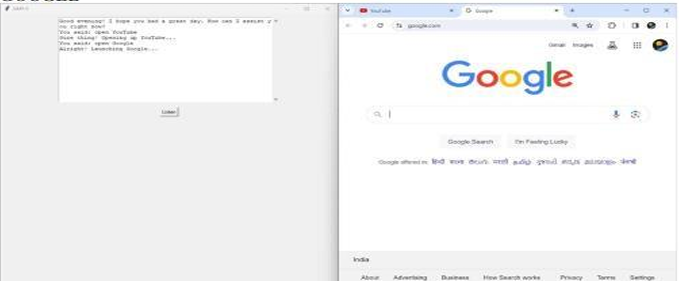 Good evening! I hope you had a great day. How can I assist y
ou right now?
You said: open YouTube
Sure thing! Opening up YouTube...
You said: open Google
Alright! Launching Google...
Listen
YouTube
Google
google.com
Gmail Images
Google
Google Search I'm Feeling Lucky
Google offered in: हिन्दी বাংলা తెలుగు मराठी தமிழ் ગુજરાતી ಕನ್ನಡ മലയാളം ਪੰਜਾਬੀ
India
About Advertising Business How Search works Privacy Terms Settings